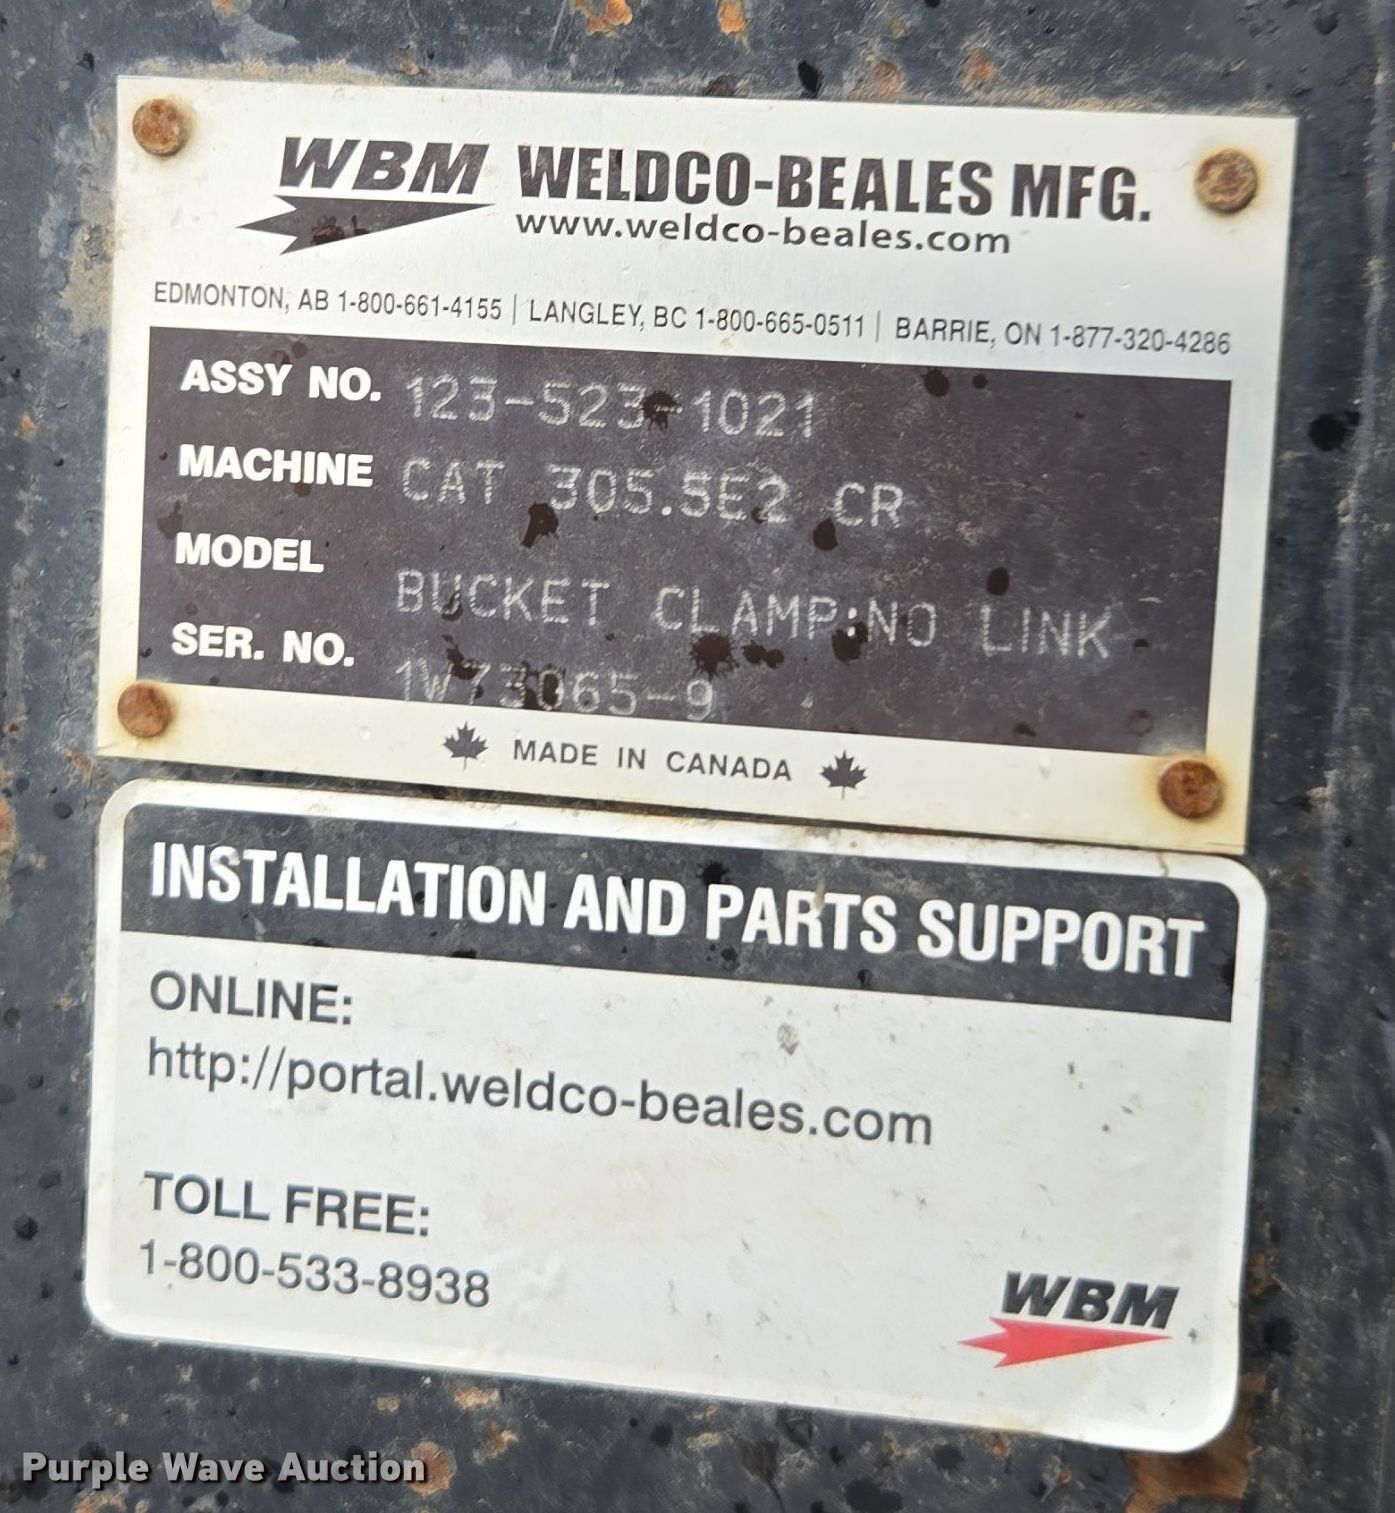 WBM WELDCO-BEALES MFG.
www.weldco-beales.com
EDMONTON, AB 1-800-661-4155 | LANGLEY, BC 1-800-665-0511 | BARRIE, ON 1-877-320-4286
ASSY NO. 123-523-1021
MACHINE CAT 305.5E2 CR
MODEL BUCKET CLAMP:NO LINK
SER. NO. 1W73065-9
MADE IN CANADA
INSTALLATION AND PARTS SUPPORT
ONLINE:
http://portal.weldco-beales.com
TOLL FREE:
1-800-533-8938
WBM
Purple Wave Auction